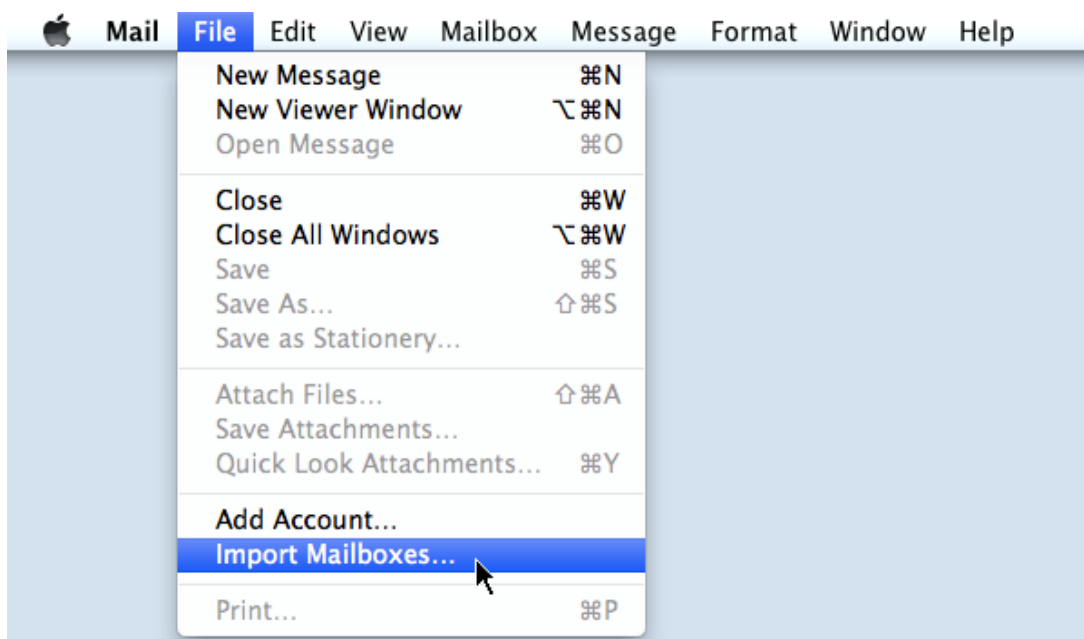 Mail File Edit View Mailbox Message Format Window Help
New Message ⌘N
New Viewer Window ⌥⌘N
Open Message ⌘O
Close ⌘W
Close All Windows ⌥⌘W
Save ⌘S
Save As... ⇧⌘S
Save as Stationery...
Attach Files... ⇧⌘A
Save Attachments...
Quick Look Attachments... ⌘Y
Add Account...
Import Mailboxes...
Print... ⌘P